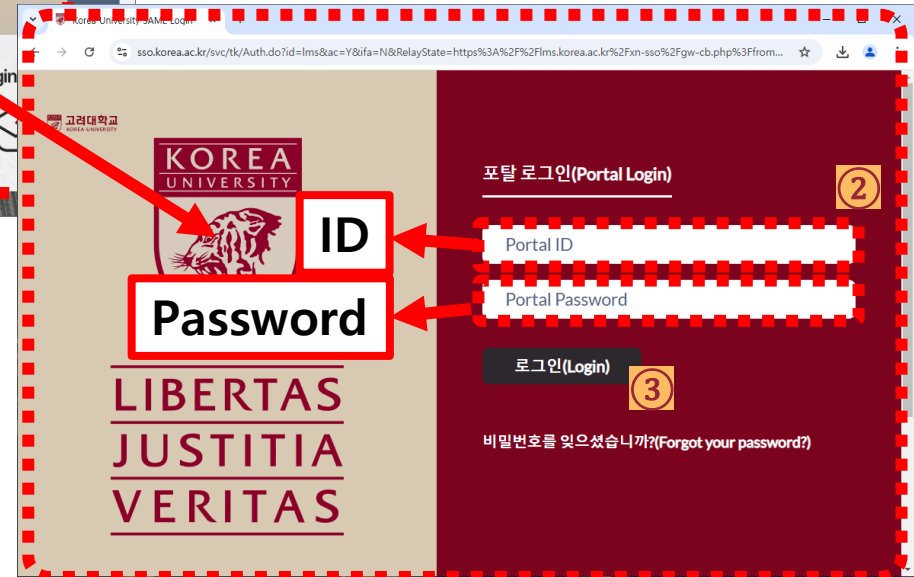 Korea University SAML Login
sso.korea.ac.kr/svc/tk/Auth.do?id=lms&ac=Y&ifa=N&RelayState=https%3A%2F%2Flms.korea.ac.kr%2Fxn-sso%2Fgw-cb.php%3Ffrom...
고려대학교
KOREA UNIVERSITY
KOREA
UNIVERSITY
ID
Password
LIBERTAS
JUSTITIA
VERITAS
포탈 로그인(Portal Login)
②
Portal ID
Portal Password
로그인(Login)
③
비밀번호를 잊으셨습니까?(Forgot your password?)